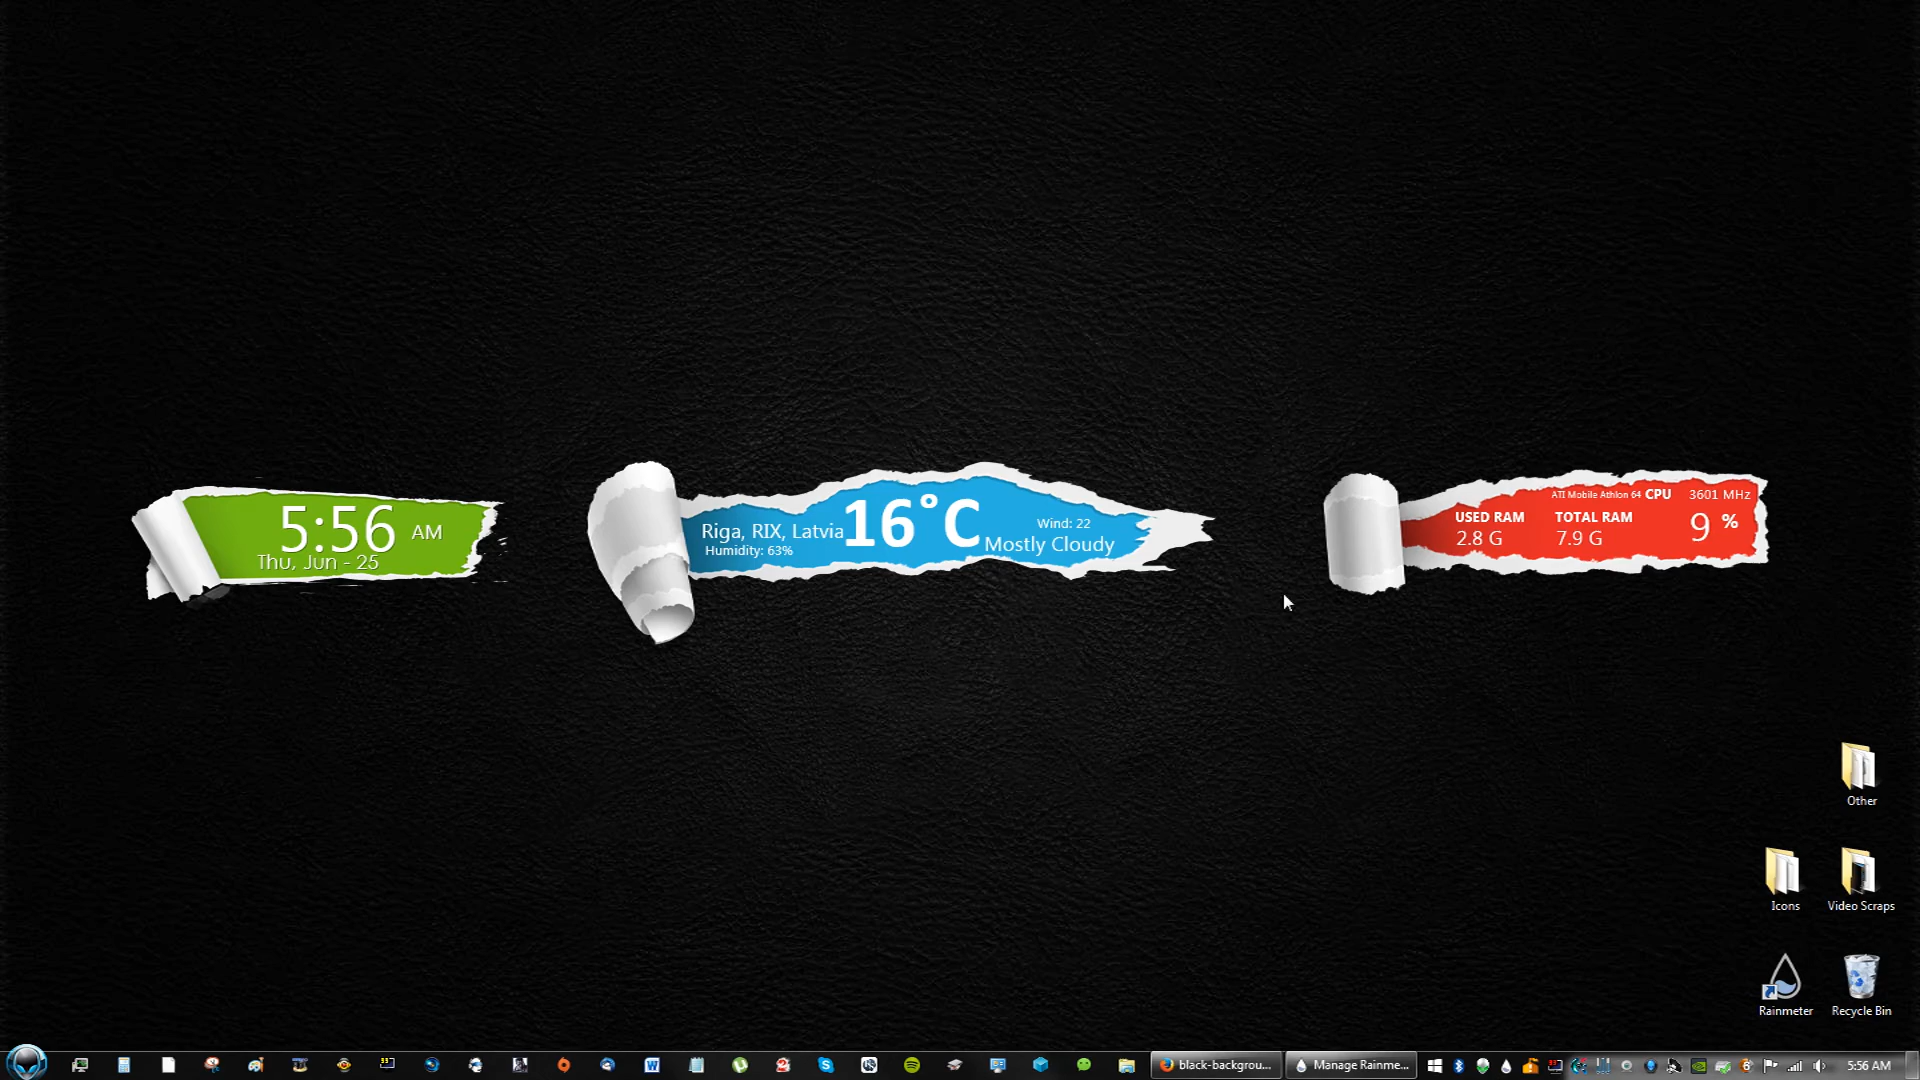 5:56 AM
Thu, Jun - 25
Riga, RIX, Latvia
Humidity: 63%
16°C
Wind: 22
Mostly Cloudy
ATI Mobile Athlon 64 CPU 3601 MHz
USED RAM TOTAL RAM
2.8 G 7.9 G
9 %
Other
Icons
Video Scraps
Rainmeter
Recycle Bin
black-backgrou...
Manage Rainme...
5:56 AM